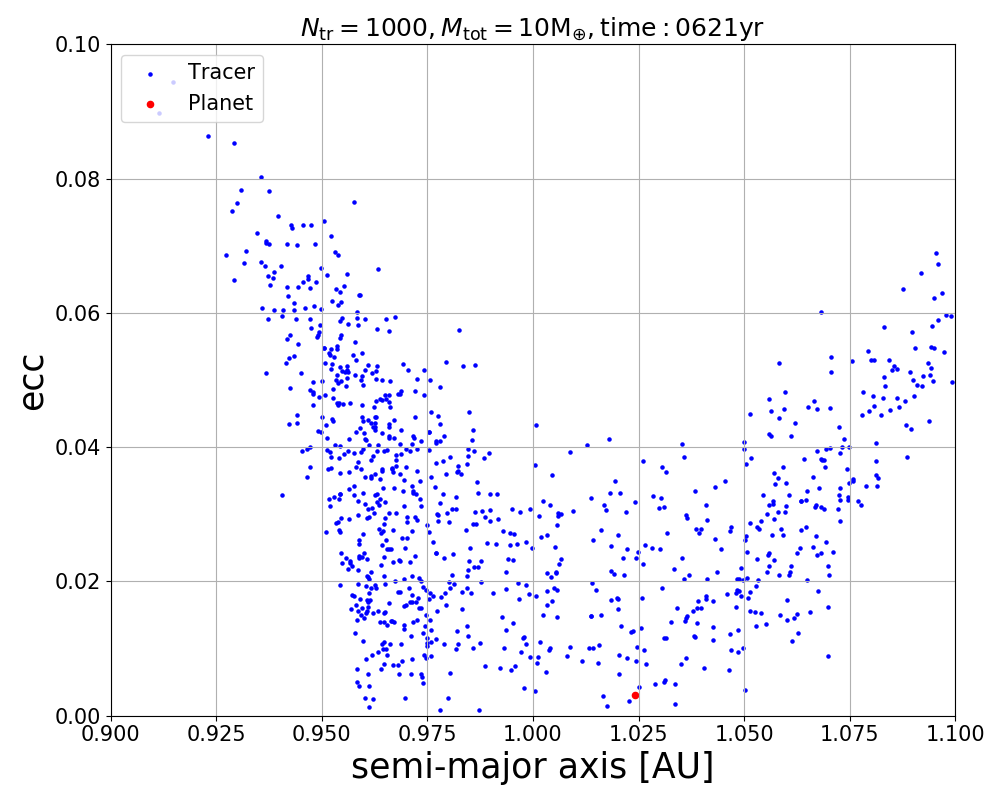 N_tr = 1000, M_tot = 10M_⊕, time : 0621yr
Tracer
Planet
0.10
0.08
0.06
0.04
0.02
0.00
ecc
0.900 0.925 0.950 0.975 1.000 1.025 1.050 1.075 1.100
semi-major axis [AU]